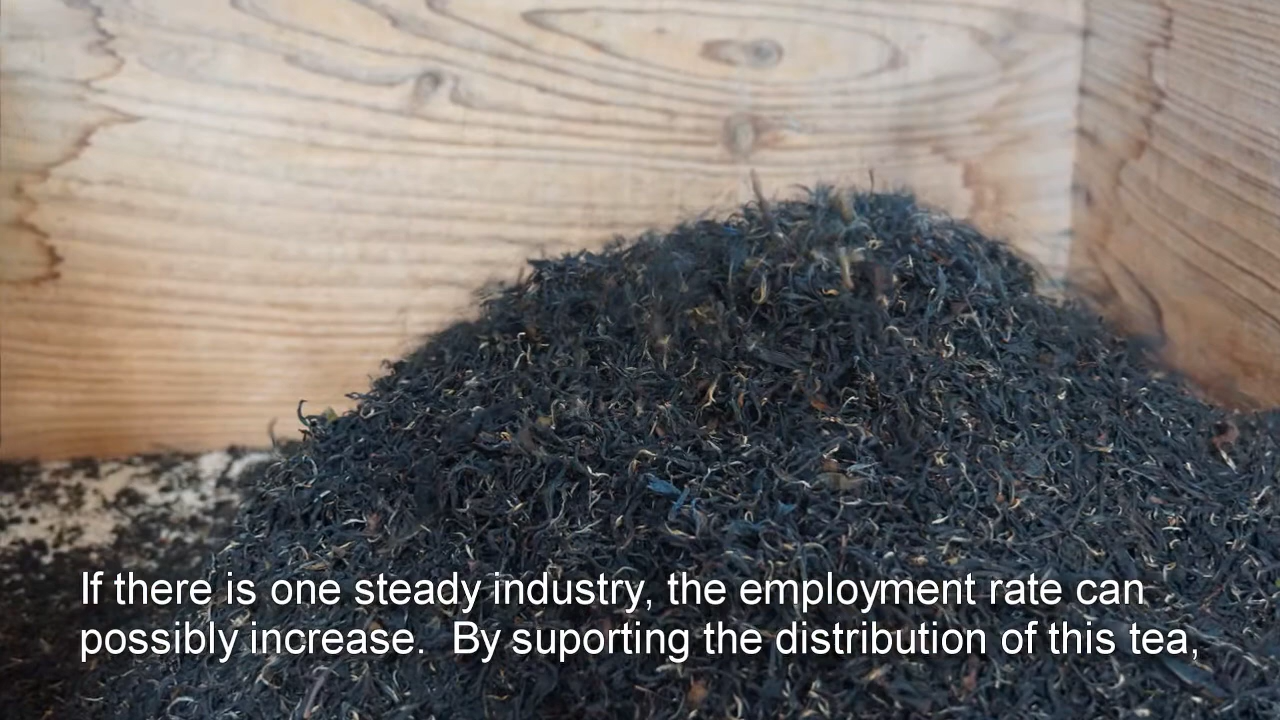 If there is one steady industry, the employment rate can
possibly increase.  By suporting the distribution of this tea,